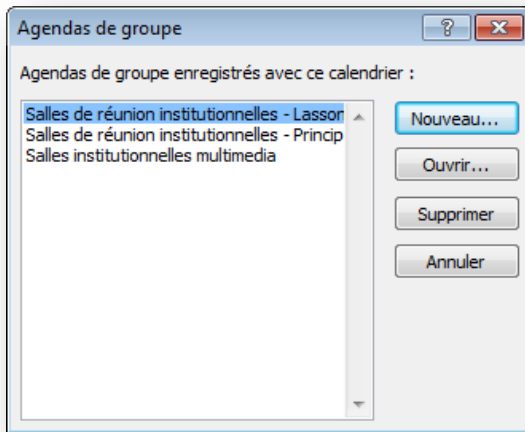 Agendas de groupe
?
Agendas de groupe enregistrés avec ce calendrier :
Salles de réunion institutionnelles - Lassor
Salles de réunion institutionnelles - Princip
Salles institutionnelles multimedia
Nouveau...
Ouvrir...
Supprimer
Annuler